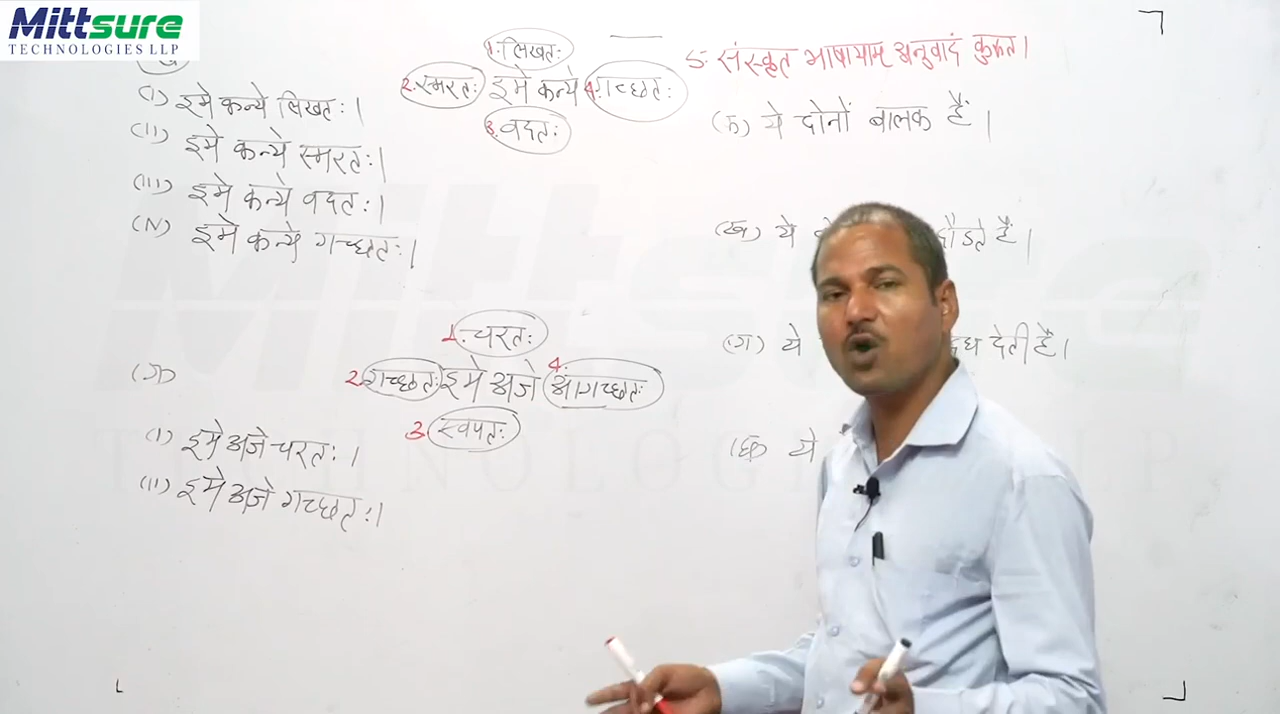 Mittsure
TECHNOLOGIES LLP
(I) इमे कन्ये लिखतः।
(II) इमे कन्ये स्मरतः।
(III) इमे कन्ये वदतः।
(IV) इमे कन्ये गच्छतः।
1. लिखतः
2. स्मरतः इमे कन्ये 4. गच्छतः
3. वदतः
(ग)
1. चरतः
2. गच्छतः इमे अजे 4. आगच्छतः
3. स्वपतः
(I) इमे अजे चरतः।
(II) इमे अजे गच्छतः।
5. संस्कृत भाषायाम् अनुवादं कुरुत।
(क) ये दोनों बालक हैं।
(ख) ये दौड़ते हैं।
(ग) ये देती हैं।
(घ) ये